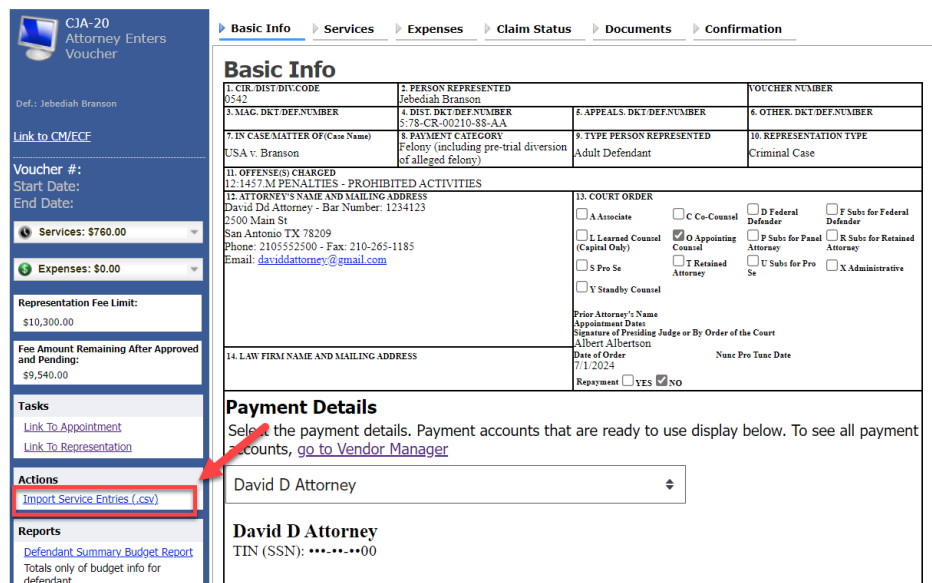 CJA-20
Attorney Enters
Voucher
Def.: Jebediah Branson
Link to CM/ECF
Voucher #:
Start Date:
End Date:
Services: $760.00
Expenses: $0.00
Representation Fee Limit:
$10,300.00
Fee Amount Remaining After Approved
and Pending:
$9,540.00
Tasks
Link To Appointment
Link To Representation
Actions
Import Service Entries (.csv)
Reports
Defendant Summary Budget Report
Totals only of budget info for
defendant
Basic Info
Services
Expenses
Claim Status
Documents
Confirmation
Basic Info
1. CIR./DIST/DIV.CODE
0542
2. PERSON REPRESENTED
Jebediah Branson
VOUCHER NUMBER
3. MAG. DKT/DEF.NUMBER
4. DIST. DKT/DEF.NUMBER
5:78-CR-00210-88-AA
5. APPEALS. DKT/DEF.NUMBER
6. OTHER. DKT/DEF.NUMBER
7. IN CASE/MATTER OF(Case Name)
USA v. Branson
8. PAYMENT CATEGORY
Felony (including pre-trial diversion
of alleged felony)
9. TYPE PERSON REPRESENTED
Adult Defendant
10. REPRESENTATION TYPE
Criminal Case
11. OFFENSE(S) CHARGED
12:1457.M PENALTIES - PROHIBITED ACTIVITIES
12. ATTORNEY'S NAME AND MAILING ADDRESS
David Dd Attorney - Bar Number: 1234123
2500 Main St
San Antonio TX 78209
Phone: 2105552500 - Fax: 210-265-1185
Email: daviddattorney@gmail.com
13. COURT ORDER
A Associate
C Co-Counsel
D Federal
Defender
F Subs for Federal
Defender
L Learned Counsel
(Capital Only)
O Appointing
Counsel
P Subs for Panel
Attorney
R Subs for Retained
Attorney
S Pro Se
T Retained
Attorney
U Subs for Pro
Se
X Administrative
Y Standby Counsel
Prior Attorney's Name
Appointment Dates
Signature of Presiding Judge or By Order of the Court
Albert Albertson
Date of Order
Nunc Pro Tunc Date
7/1/2024
Repayment YES NO
14. LAW FIRM NAME AND MAILING ADDRESS
Payment Details
Select the payment details. Payment accounts that are ready to use display below. To see all payment
accounts, go to Vendor Manager
David D Attorney
David D Attorney
TIN (SSN): •••-••-••00